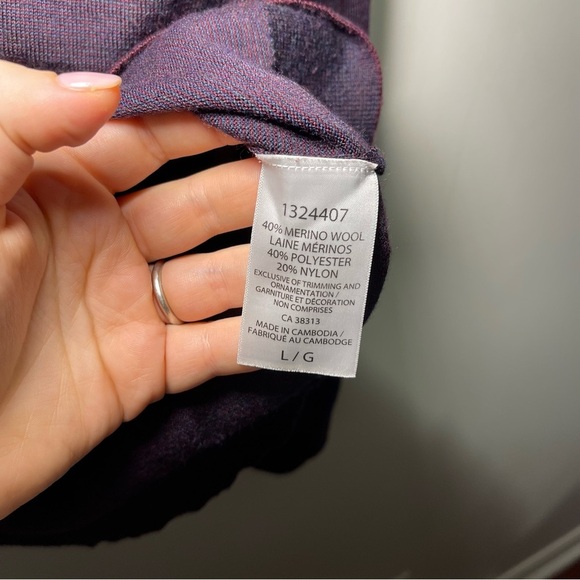 1324407
40% MERINO WOOL
LAINE MÉRINOS
40% POLYESTER
20% NYLON
EXCLUSIVE OF TRIMMING AND
ORNAMENTATION /
GARNITURE ET DÉCORATION
NON COMPRISES
CA 38313
MADE IN CAMBODIA /
FABRIQUÉ AU CAMBODGE
L / G